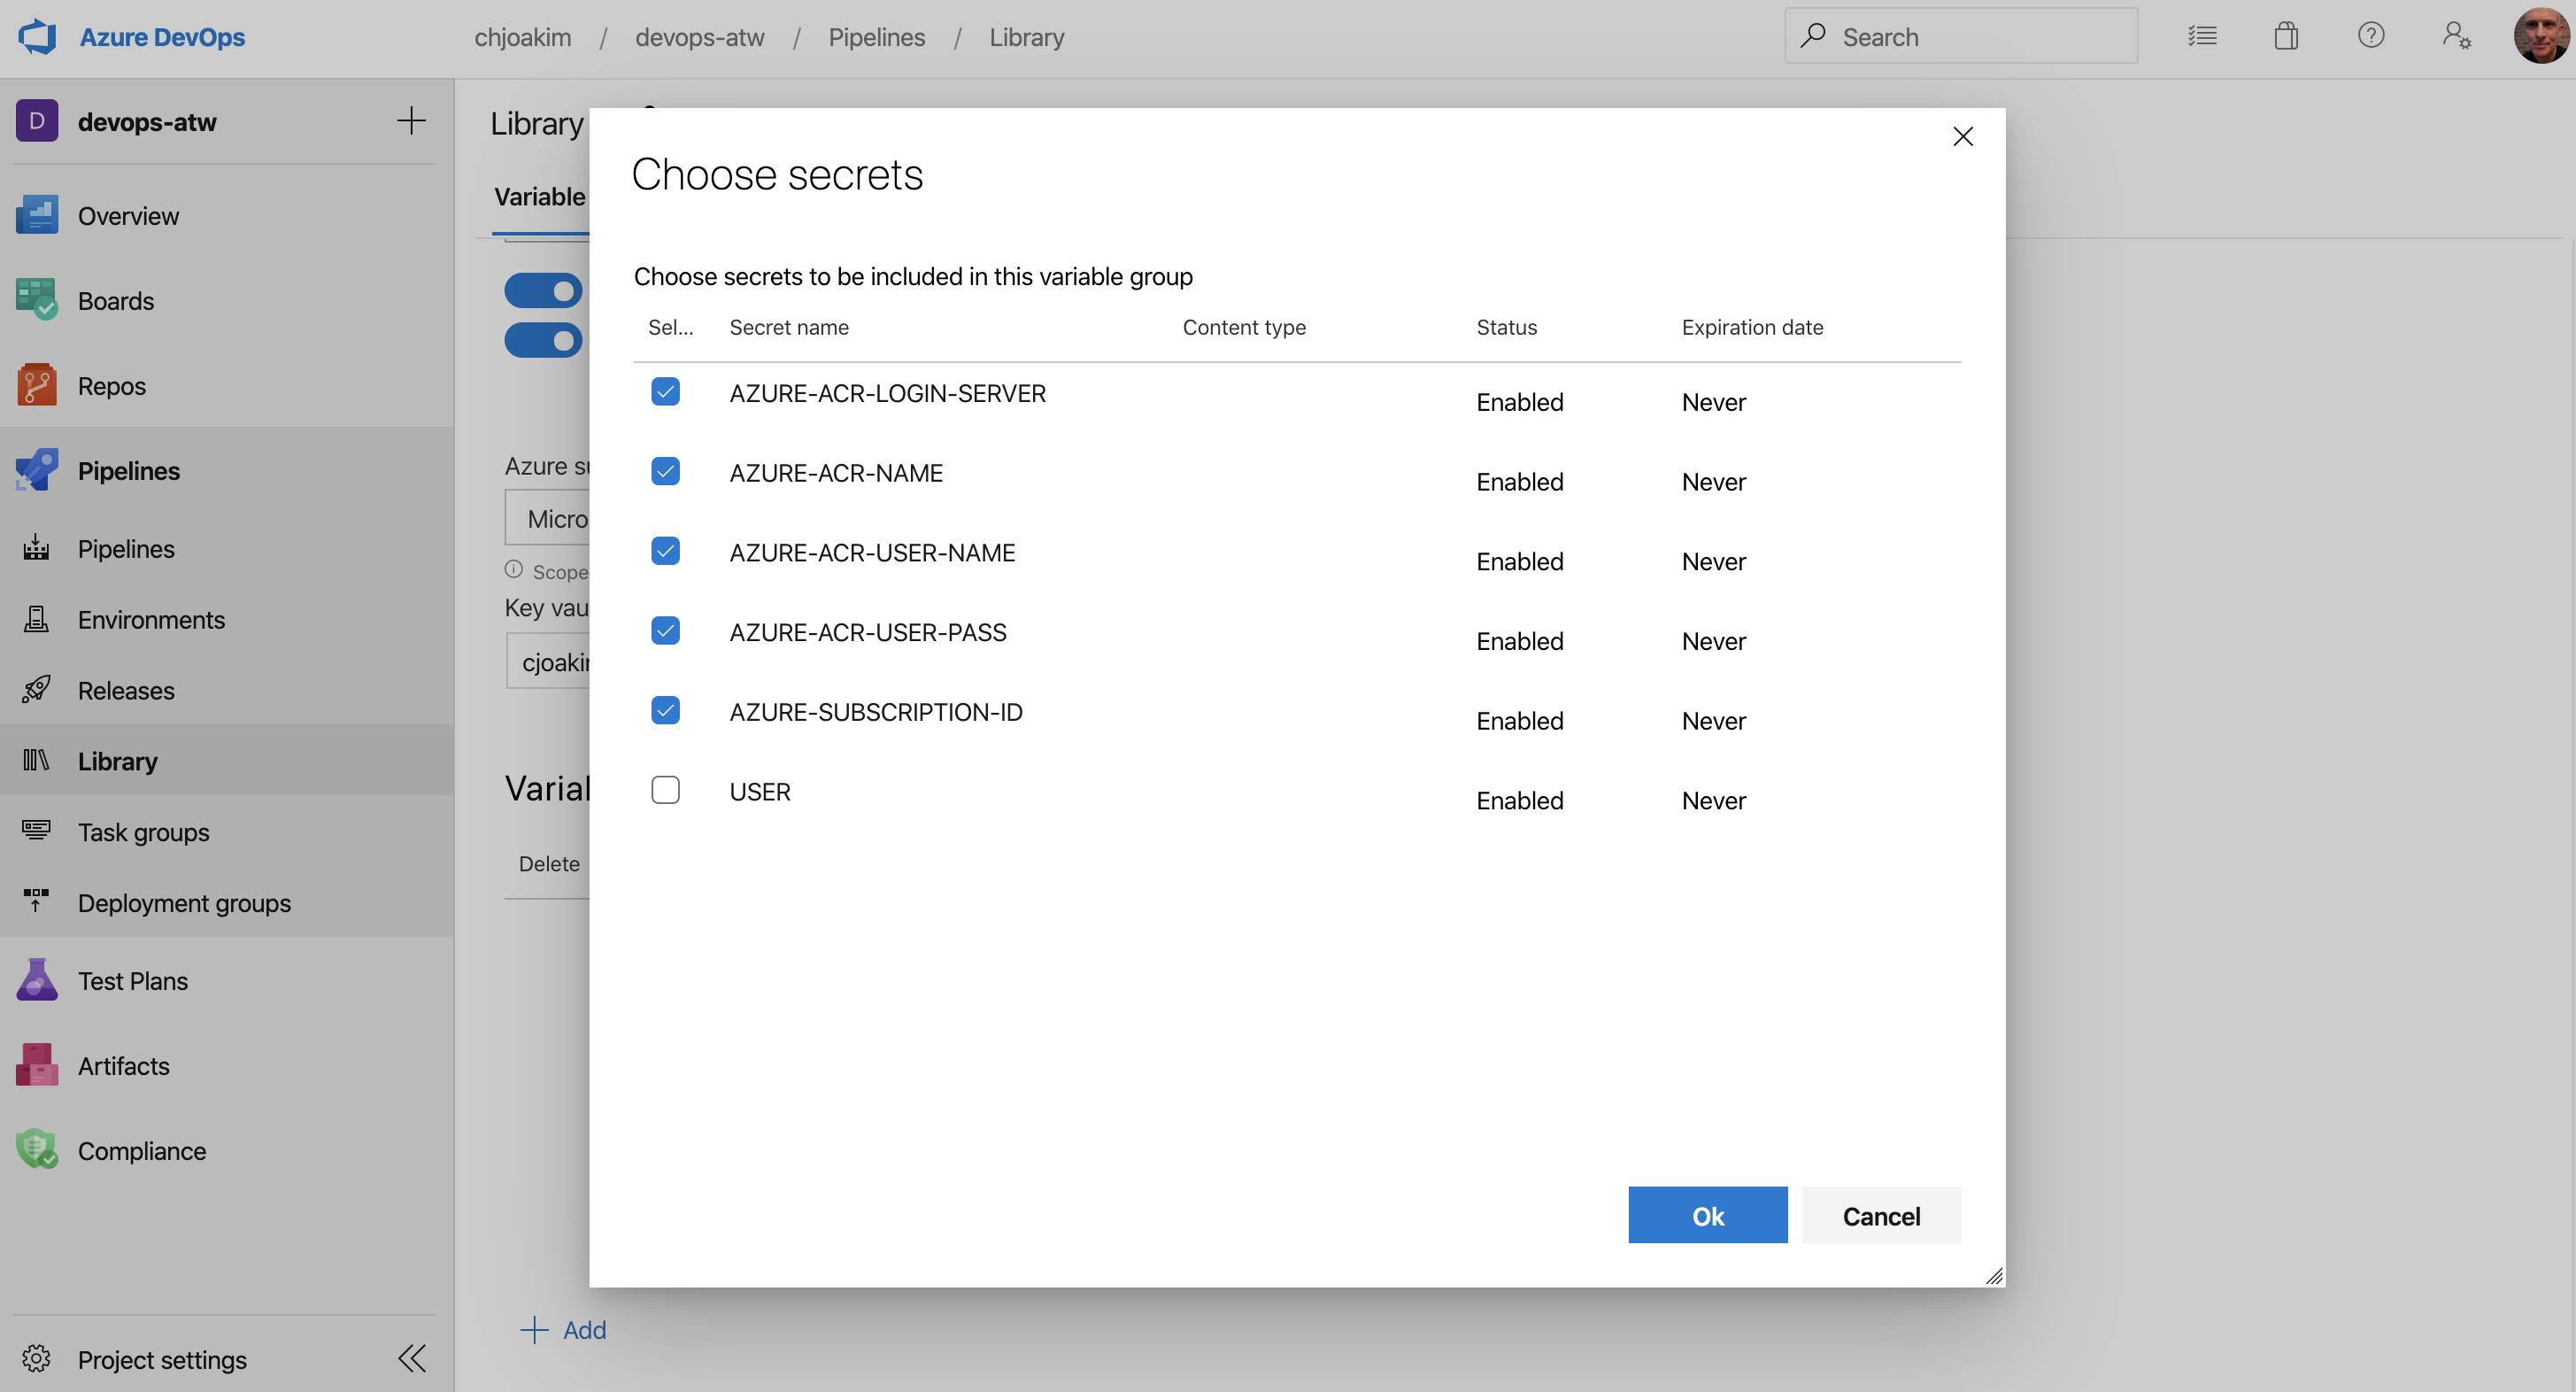 Azure DevOps
chjoakim / devops-atw / Pipelines / Library
Search
D devops-atw
Overview
Boards
Repos
Pipelines
Pipelines
Environments
Releases
Library
Task groups
Deployment groups
Test Plans
Artifacts
Compliance
Project settings
Library
Variable
Azure su
Micro
Scope
Key vau
cjoakim
Varial
Delete
Add
Choose secrets
Choose secrets to be included in this variable group
Sel... Secret name Content type Status Expiration date
AZURE-ACR-LOGIN-SERVER Enabled Never
AZURE-ACR-NAME Enabled Never
AZURE-ACR-USER-NAME Enabled Never
AZURE-ACR-USER-PASS Enabled Never
AZURE-SUBSCRIPTION-ID Enabled Never
USER Enabled Never
Ok Cancel